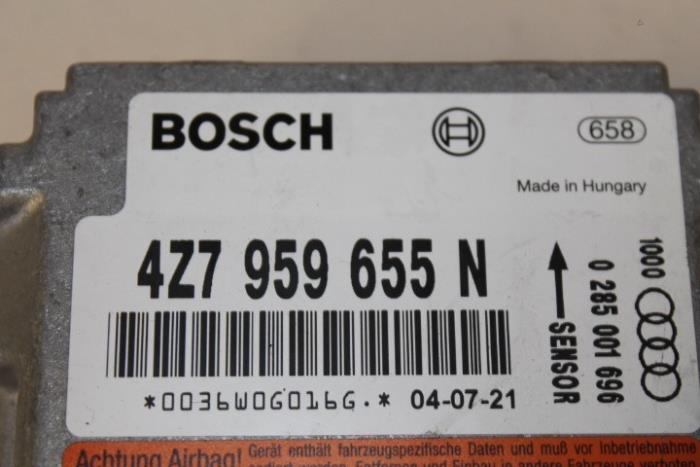 BOSCH
658
Made in Hungary
4Z7 959 655 N
SENSOR
0 285 001 696
1000
*0036W0G016G.* 04-07-21
Achtung Airbag!
Gerät enthält fahrzeugspezifische Daten und muß vor Inbetriebnahme